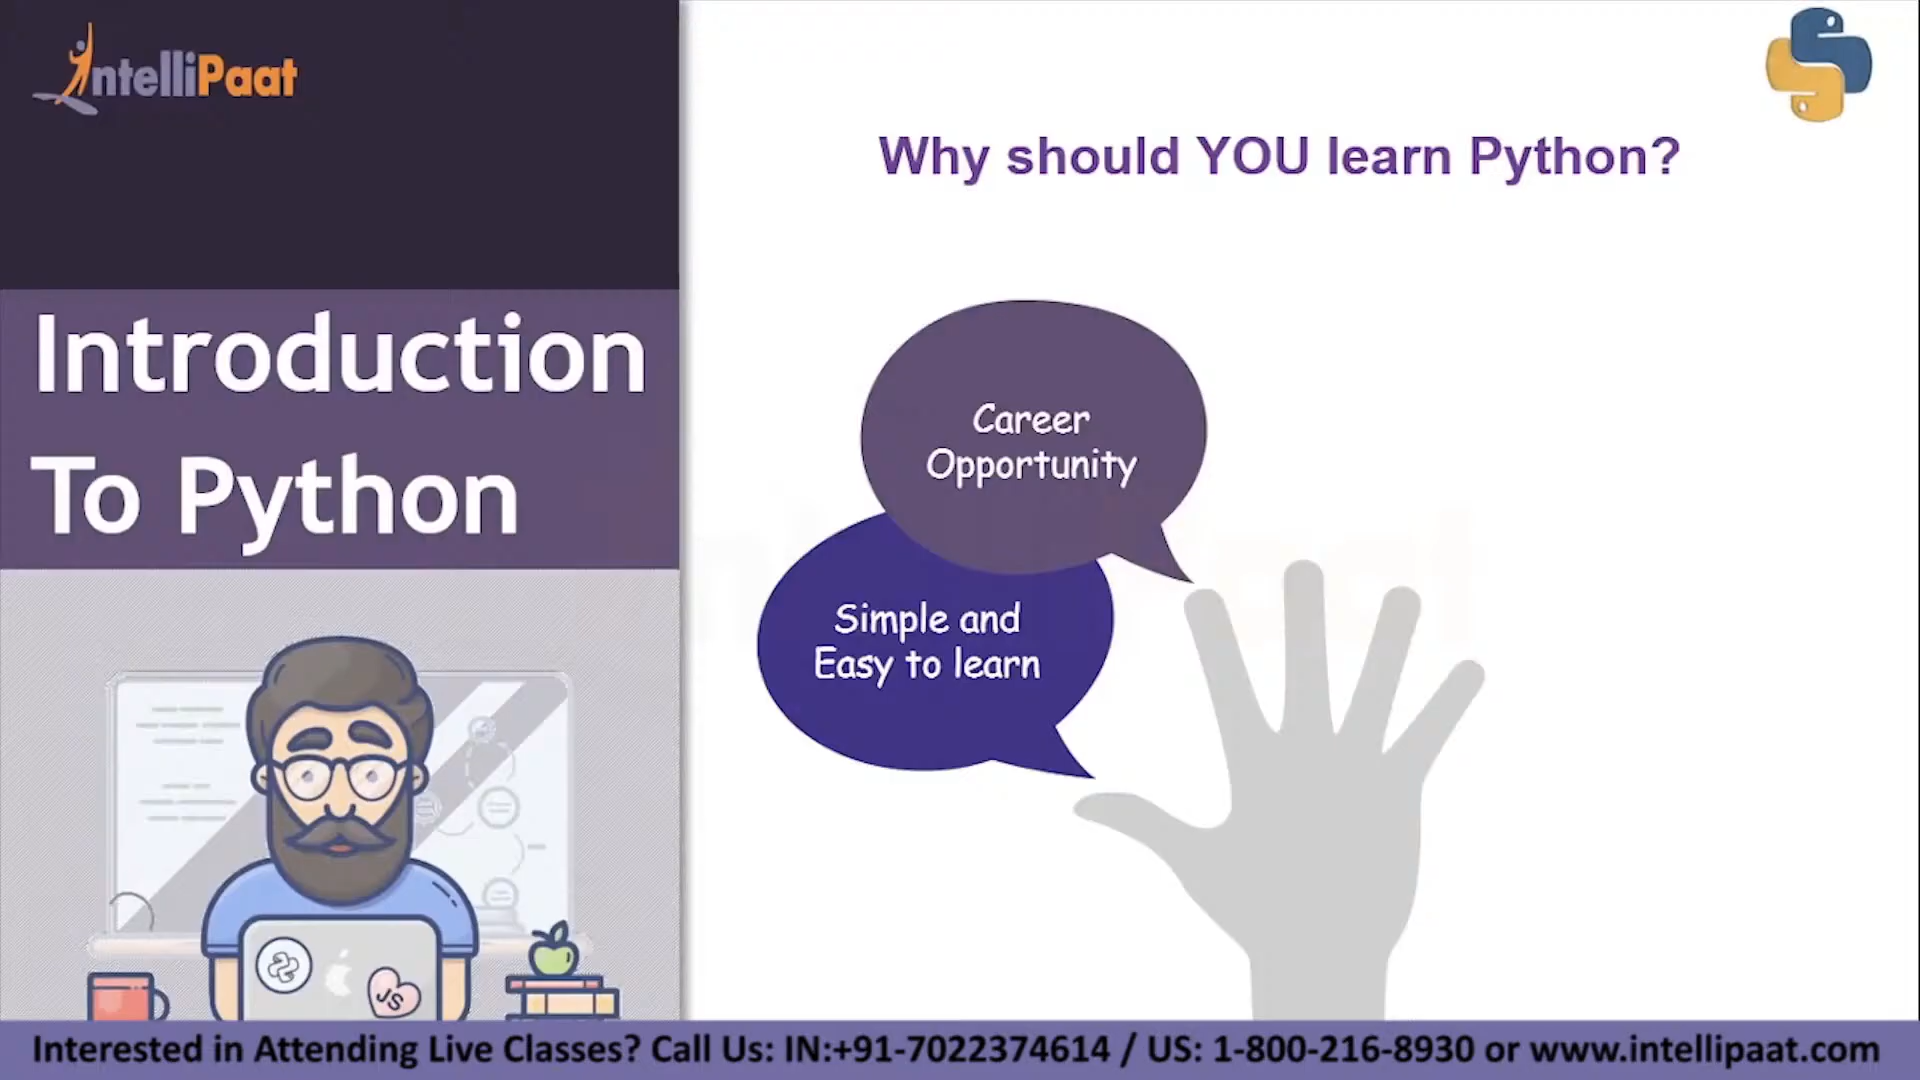 IntelliPaat
Why should YOU learn Python?
Introduction
To Python
Career
Opportunity
Simple and
Easy to learn
JS
Interested in Attending Live Classes? Call Us: IN:+91-7022374614 / US: 1-800-216-8930 or www.intellipaat.com